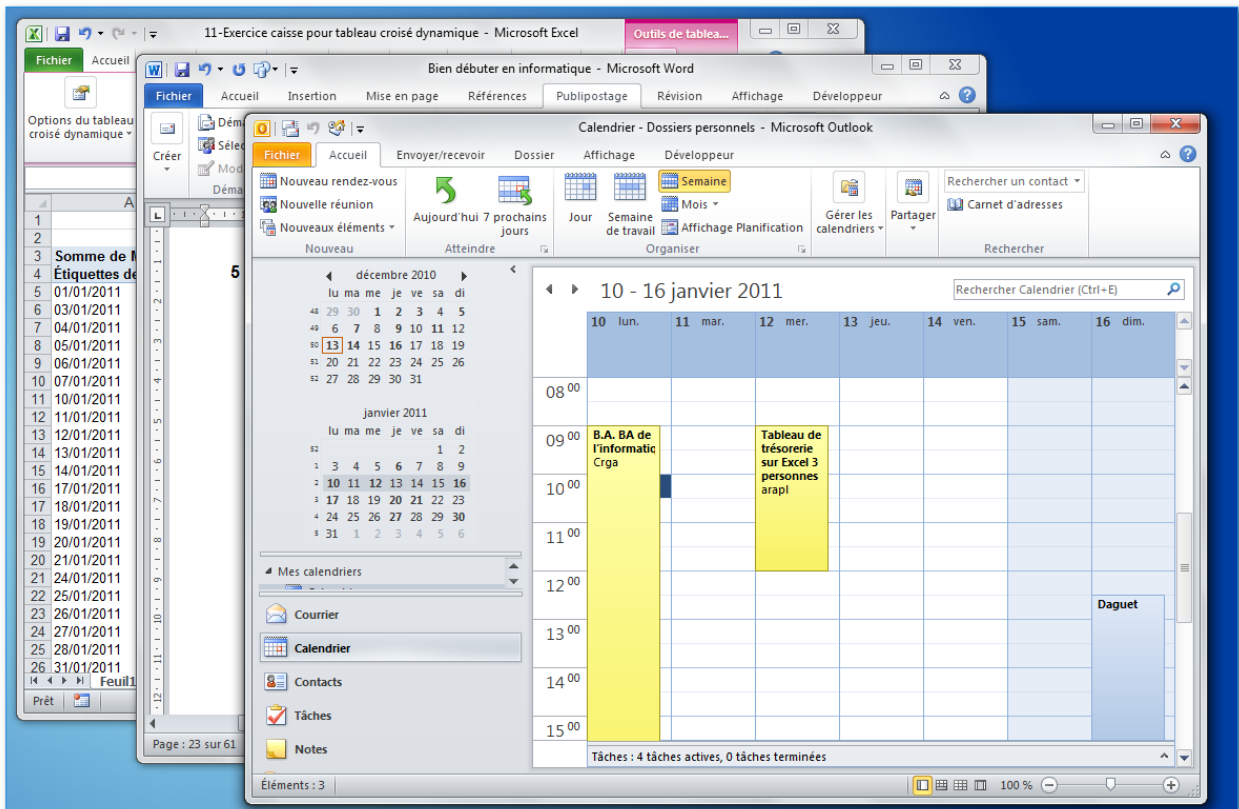 11-Exercice caisse pour tableau croisé dynamique - Microsoft Excel
Outils de tablea...
Fichier Accueil
Options du tableau
croisé dynamique
A
1
2
3 Somme de
4 Étiquettes de
5 01/01/2011
6 03/01/2011
7 04/01/2011
8 05/01/2011
9 06/01/2011
10 07/01/2011
11 10/01/2011
12 11/01/2011
13 12/01/2011
14 13/01/2011
15 14/01/2011
16 17/01/2011
17 18/01/2011
18 19/01/2011
19 20/01/2011
20 21/01/2011
21 24/01/2011
22 25/01/2011
23 26/01/2011
24 27/01/2011
25 28/01/2011
26 31/01/2011
Feuil1
Prêt
Bien débuter en informatique - Microsoft Word
Fichier Accueil Insertion Mise en page Références Publipostage Révision Affichage Développeur
Créer
Dém
Sélec
Mod
Déma
5
Page : 23 sur 61
Calendrier - Dossiers personnels - Microsoft Outlook
Fichier Accueil Envoyer/recevoir Dossier Affichage Développeur
Nouveau rendez-vous
Nouvelle réunion
Nouveaux éléments
Nouveau
Aujourd'hui 7 prochains
jours
Atteindre
Jour Semaine
de travail
Semaine
Mois
Affichage Planification
Organiser
Gérer les
calendriers
Partager
Rechercher un contact
Carnet d'adresses
Rechercher
décembre 2010
lu ma me je ve sa di
48 29 30 1 2 3 4 5
49 6 7 8 9 10 11 12
50 13 14 15 16 17 18 19
51 20 21 22 23 24 25 26
52 27 28 29 30 31
janvier 2011
lu ma me je ve sa di
52 1 2
1 3 4 5 6 7 8 9
2 10 11 12 13 14 15 16
3 17 18 19 20 21 22 23
4 24 25 26 27 28 29 30
5 31 1 2 3 4 5 6
Mes calendriers
Courrier
Calendrier
Contacts
Tâches
Notes
10 - 16 janvier 2011
Rechercher Calendrier (Ctrl+E)
10 lun. 11 mar. 12 mer. 13 jeu. 14 ven. 15 sam. 16 dim.
08 00
09 00
10 00
11 00
12 00
13 00
14 00
15 00
B.A. BA de
l'informatiq
Crga
Tableau de
trésorerie
sur Excel 3
personnes
arapl
Daguet
Tâches : 4 tâches actives, 0 tâches terminées
Éléments : 3
100 %